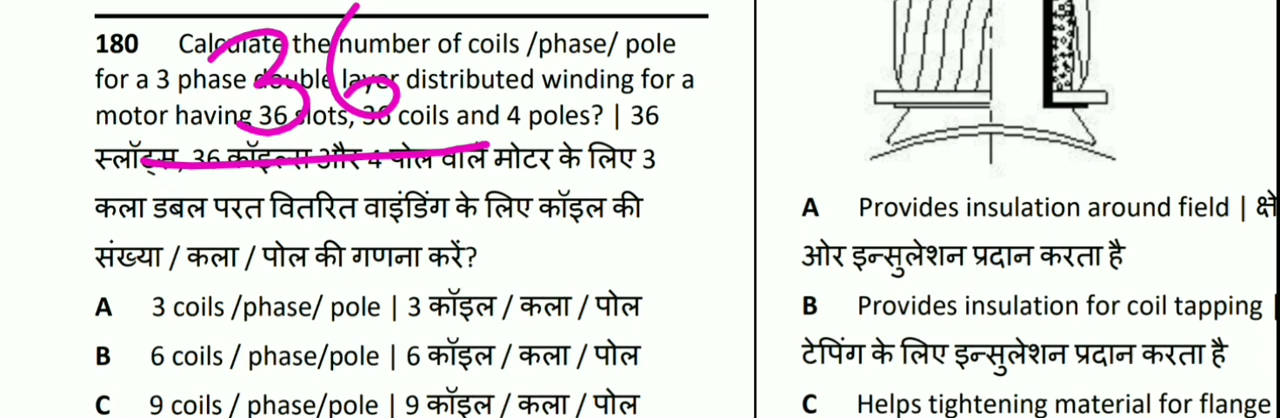 180 Calculate the number of coils /phase/ pole
for a 3 phase double layer distributed winding for a
motor having 36 slots, 36 coils and 4 poles? | 36
स्लॉट्स, 36 कॉइल्स और 4 पोल वाले मोटर के लिए 3
कला डबल परत वितरित वाइंडिंग के लिए कॉइल की
संख्या / कला / पोल की गणना करें?
A 3 coils /phase/ pole | 3 कॉइल / कला / पोल
B 6 coils / phase/pole | 6 कॉइल / कला / पोल
C 9 coils / phase/pole | 9 कॉइल / कला / पोल
36
A Provides insulation around field |
ओर इन्सुलेशन प्रदान करता है
B Provides insulation for coil tapping |
टेपिंग के लिए इन्सुलेशन प्रदान करता है
C Helps tightening material for flange